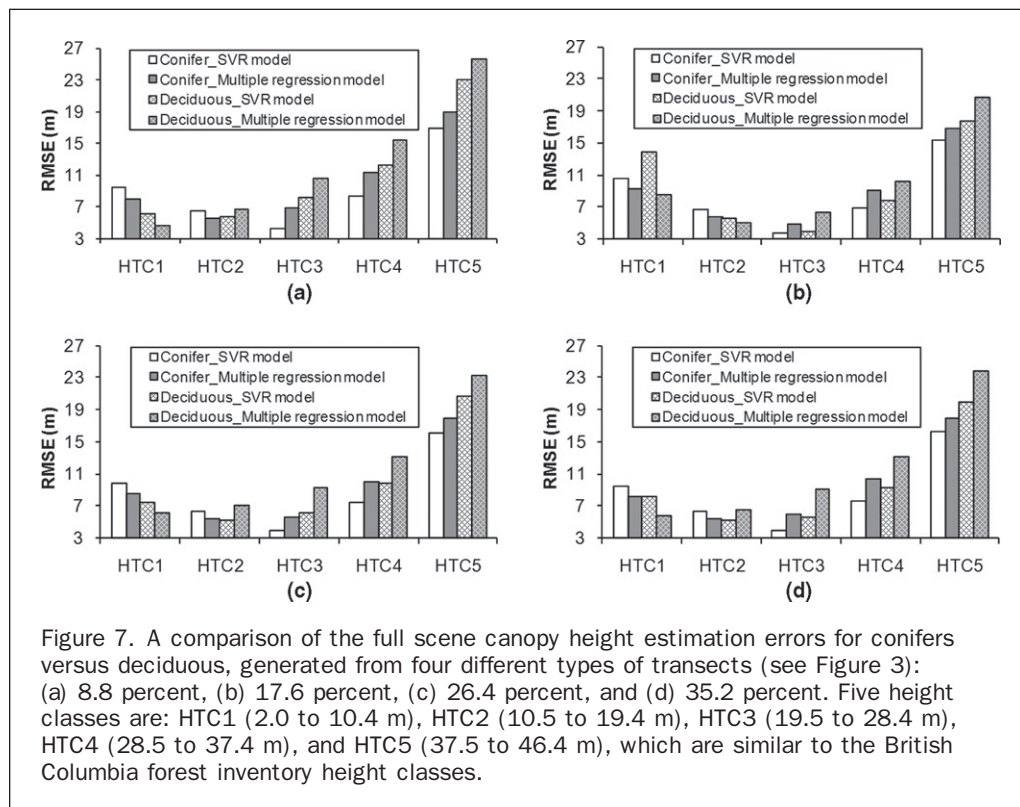 27
23
19
15
11
7
3
RMSE (m)
Conifer_SVR model
Conifer_Multiple regression model
Deciduous_SVR model
Deciduous_Multiple regression model
HTC1 HTC2 HTC3 HTC4 HTC5
(a)
27
23
19
15
11
7
3
RMSE (m)
Conifer_SVR model
Conifer_Multiple regression model
Deciduous_SVR model
Deciduous_Multiple regression model
HTC1 HTC2 HTC3 HTC4 HTC5
(b)
27
23
19
15
11
7
3
RMSE (m)
Conifer_SVR model
Conifer_Multiple regression model
Deciduous_SVR model
Deciduous_Multiple regression model
HTC1 HTC2 HTC3 HTC4 HTC5
(c)
27
23
19
15
11
7
3
RMSE (m)
Conifer_SVR model
Conifer_Multiple regression model
Deciduous_SVR model
Deciduous_Multiple regression model
HTC1 HTC2 HTC3 HTC4 HTC5
(d)
Figure 7. A comparison of the full scene canopy height estimation errors for conifers
versus deciduous, generated from four different types of transects (see Figure 3):
(a) 8.8 percent, (b) 17.6 percent, (c) 26.4 percent, and (d) 35.2 percent. Five height
classes are: HTC1 (2.0 to 10.4 m), HTC2 (10.5 to 19.4 m), HTC3 (19.5 to 28.4 m),
HTC4 (28.5 to 37.4 m), and HTC5 (37.5 to 46.4 m), which are similar to the British
Columbia forest inventory height classes.